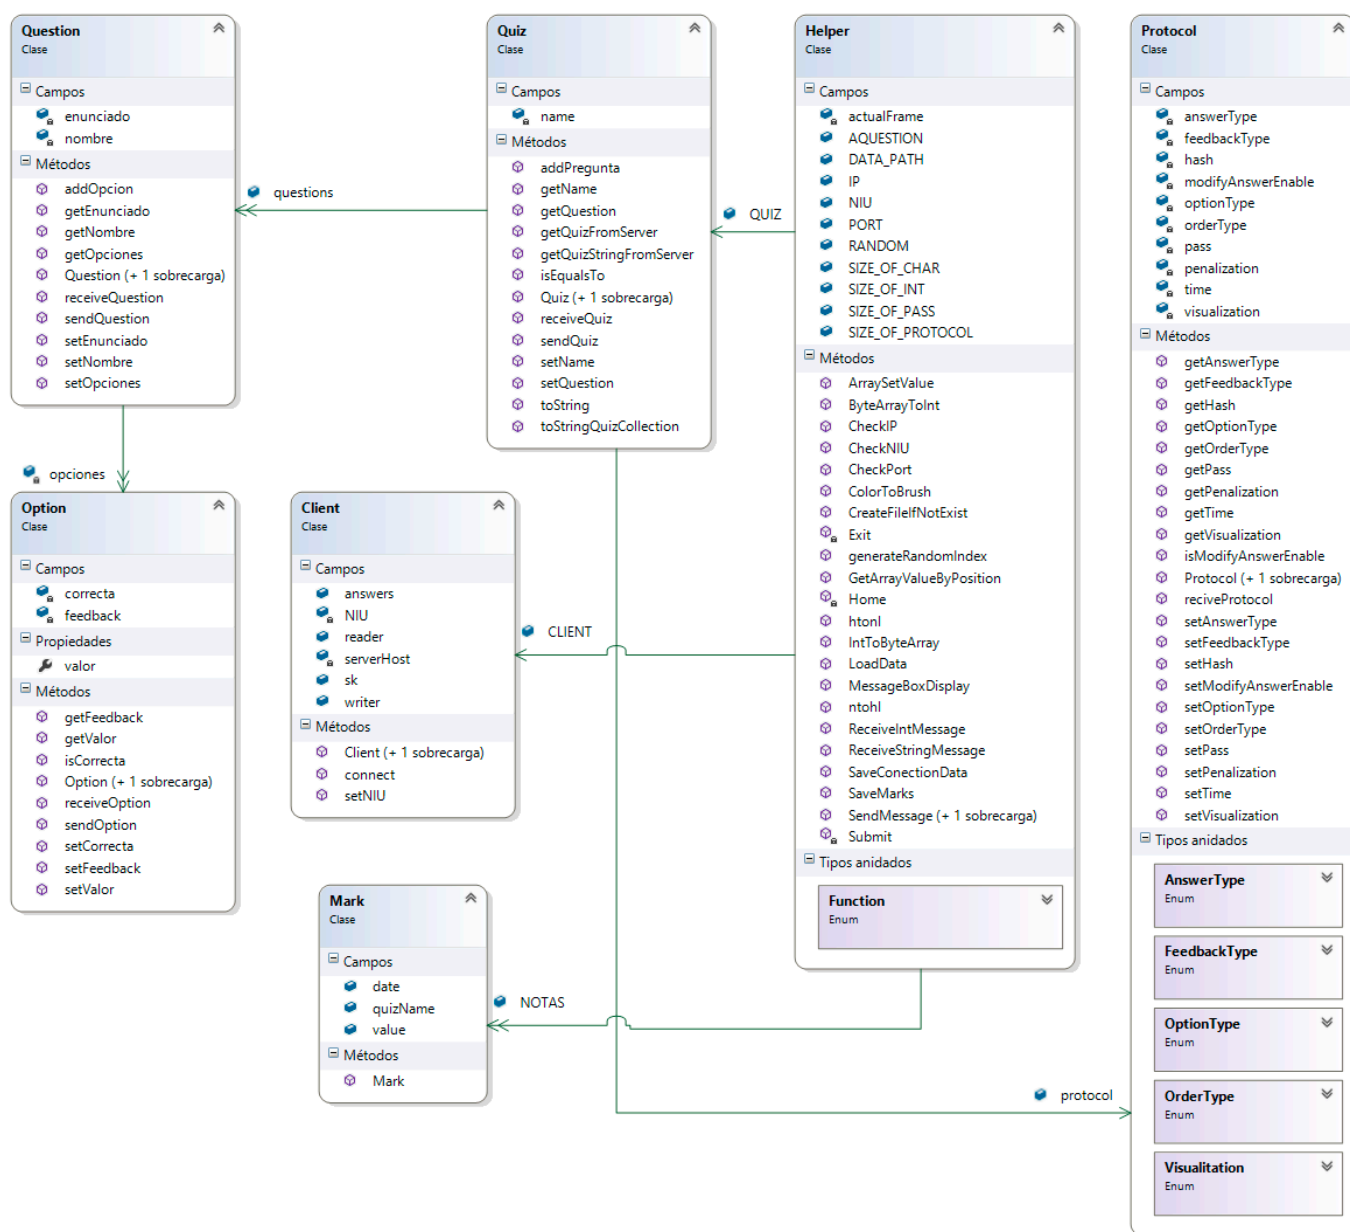 Question
Clase
Campos
enunciado
nombre
Métodos
addOpcion
getEnunciado
getNombre
getOpciones
Question (+ 1 sobrecarga)
receiveQuestion
sendQuestion
setEnunciado
setNombre
setOpciones
questions
Quiz
Clase
Campos
name
Métodos
addPregunta
getName
getQuestion
getQuizFromServer
getQuizStringFromServer
isEqualsTo
Quiz (+ 1 sobrecarga)
receiveQuiz
sendQuiz
setName
setQuestion
toString
toStringQuizCollection
QUIZ
Helper
Clase
Campos
actualFrame
AQUESTION
DATA_PATH
IP
NIU
PORT
RANDOM
SIZE_OF_CHAR
SIZE_OF_INT
SIZE_OF_PASS
SIZE_OF_PROTOCOL
Métodos
ArraySetValue
ByteArrayToInt
CheckIP
CheckNIU
CheckPort
ColorToBrush
CreateFileIfNotExist
Exit
generateRandomIndex
GetArrayValueByPosition
Home
htonl
IntToByteArray
LoadData
MessageBoxDisplay
ntohl
ReceiveIntMessage
ReceiveStringMessage
SaveConectionData
SaveMarks
SendMessage (+ 1 sobrecarga)
Submit
Tipos anidados
Function
Enum
Protocol
Clase
Campos
answerType
feedbackType
hash
modifyAnswerEnable
optionType
orderType
pass
penalization
time
visualization
Métodos
getAnswerType
getFeedbackType
getHash
getOptionType
getOrderType
getPass
getPenalization
getTime
getVisualization
isModifyAnswerEnable
Protocol (+ 1 sobrecarga)
reciveProtocol
setAnswerType
setFeedbackType
setHash
setModifyAnswerEnable
setOptionType
setOrderType
setPass
setPenalization
setTime
setVisualization
Tipos anidados
AnswerType
Enum
FeedbackType
Enum
OptionType
Enum
OrderType
Enum
Visualitation
Enum
opciones
Option
Clase
Campos
correcta
feedback
Propiedades
valor
Métodos
getFeedback
getValor
isCorrecta
Option (+ 1 sobrecarga)
receiveOption
sendOption
setCorrecta
setFeedback
setValor
Client
Clase
Campos
answers
NIU
reader
serverHost
sk
writer
Métodos
Client (+ 1 sobrecarga)
connect
setNIU
CLIENT
Mark
Clase
Campos
date
quizName
value
Métodos
Mark
NOTAS
protocol